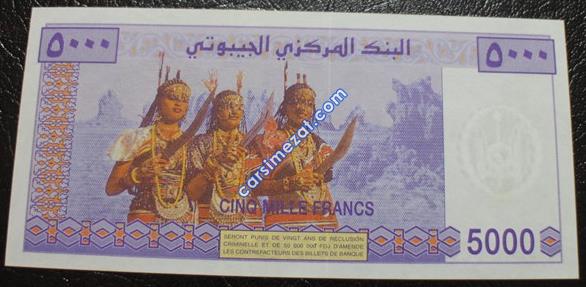 ٥٠٠٠ البنك المركزي الجيبوتي ٥٠٠٠
carsimezat.com
CINQ MILLE FRANCS
SERONT PUNIS DE VINGT ANS DE RÉCLUSION
CRIMINELLE ET DE 50 000 000 FDJ D'AMENDE
LES CONTREFACTEURS DES BILLETS DE BANQUE
5000